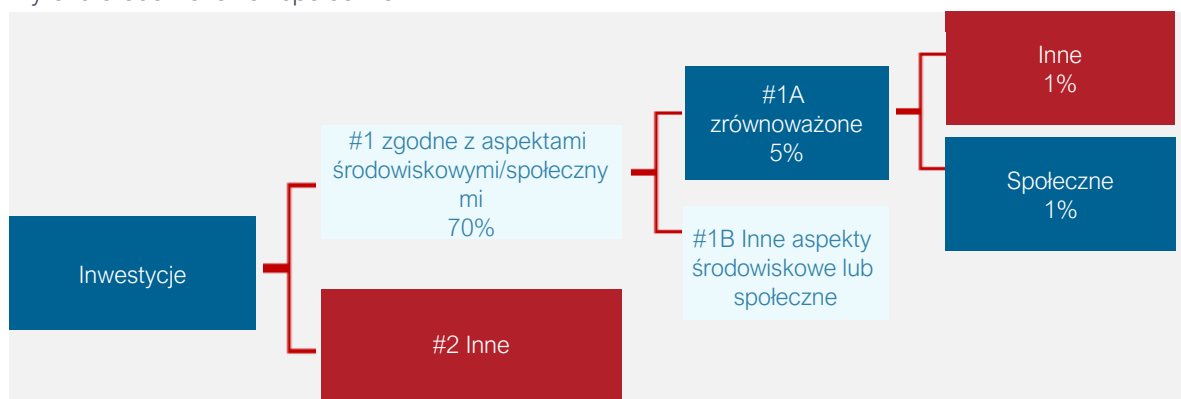 Inwestycje
#1 zgodne z aspektami
środowiskowymi/społeczny
mi
70%
#2 Inne
#1A
zrównoważone
5%
#1B Inne aspekty
środowiskowe lub
społeczne
Inne
1%
Społeczne
1%